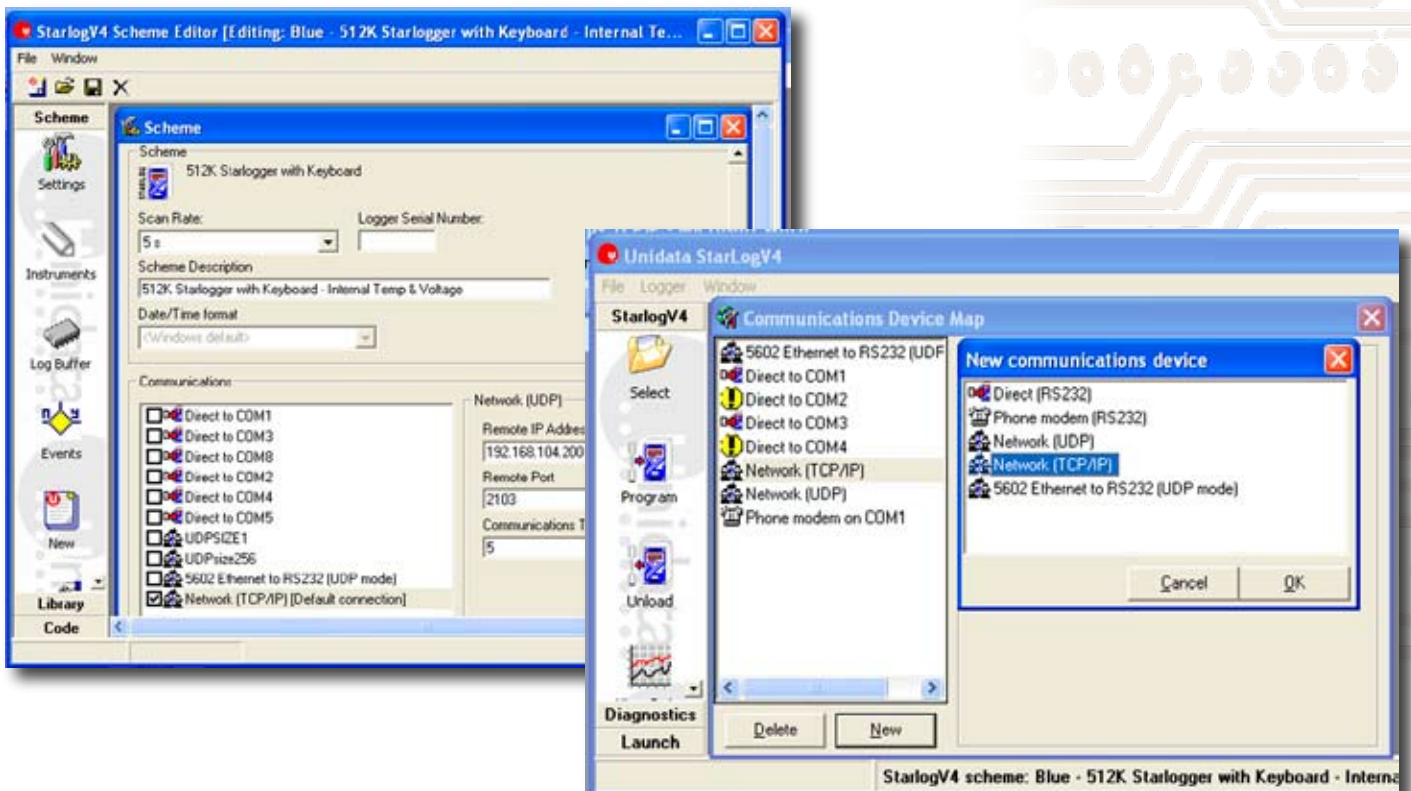 StarlogV4 Scheme Editor [Editing: Blue - 512K Starlogger with Keyboard - Internal Te...
File Window
Scheme
Settings
Instruments
Log Buffer
Events
New
Library
Code
Scheme
Scheme
512K Starlogger with Keyboard
Scan Rate:
Logger Serial Number:
5 s
Scheme Description
512K Starlogger with Keyboard - Internal Temp & Voltage
Date/Time format
<Windows default>
Communications
Direct to COM1
Direct to COM3
Direct to COM8
Direct to COM2
Direct to COM4
Direct to COM5
UDPSIZE1
UDPsize256
5602 Ethernet to RS232 (UDP mode)
Network (TCP/IP) [Default connection]
Network (UDP)
Remote IP Addres
192.168.104.200
Remote Port
2103
Communications T
5
Unidata StarLogV4
File Logger Window
StarlogV4
Select
Program
Unload
Diagnostics
Launch
Communications Device Map
5602 Ethernet to RS232 (UDF
Direct to COM1
Direct to COM2
Direct to COM3
Direct to COM4
Network (TCP/IP)
Network (UDP)
Phone modem on COM1
Delete
New
New communications device
Direct (RS232)
Phone modem (RS232)
Network (UDP)
Network (TCP/IP)
5602 Ethernet to RS232 (UDP mode)
Cancel
OK
StarlogV4 scheme: Blue - 512K Starlogger with Keyboard - Interna